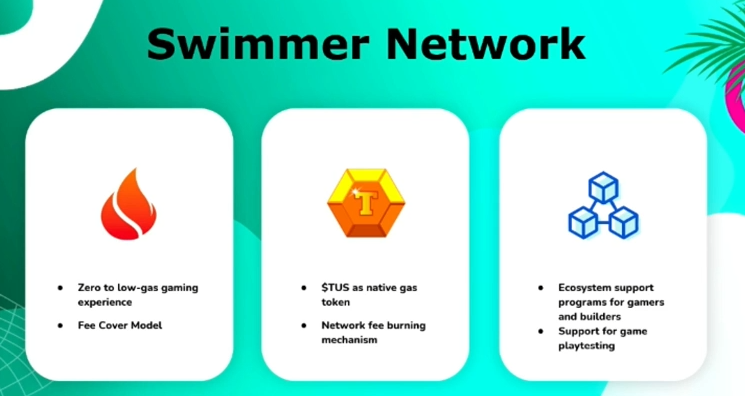 Swimmer Network
● Zero to low-gas gaming
experience
● Fee Cover Model
T
● $TUS as native gas
token
● Network fee burning
mechanism
● Ecosystem support
programs for gamers
and builders
● Support for game
playtesting